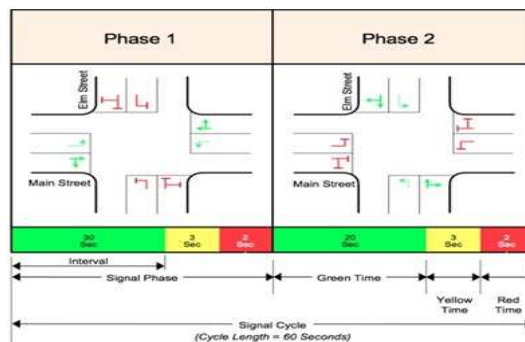 Phase 1
Phase 2
Elm Street
Elm Street
Main Street
Main Street
30
Sec
3
Sec
2
Sec
20
Sec
3
Sec
2
Sec
Interval
Signal Phase
Green Time
Yellow
Time
Red
Time
Signal Cycle
(Cycle Length = 60 Seconds)